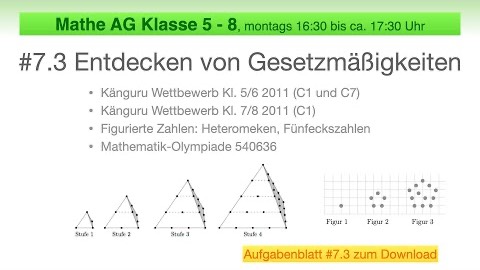 Mathe AG Klasse 5 - 8, montags 16:30 bis ca. 17:30 Uhr
#7.3 Entdecken von Gesetzmäßigkeiten
• Känguru Wettbewerb Kl. 5/6 2011 (C1 und C7)
• Känguru Wettbewerb Kl. 7/8 2011 (C1)
• Figurierte Zahlen: Heteromeken, Fünfeckszahlen
• Mathematik-Olympiade 540636
Stufe 1 Stufe 2 Stufe 3 Stufe 4
Figur 1 Figur 2 Figur 3
Aufgabenblatt #7.3 zum Download